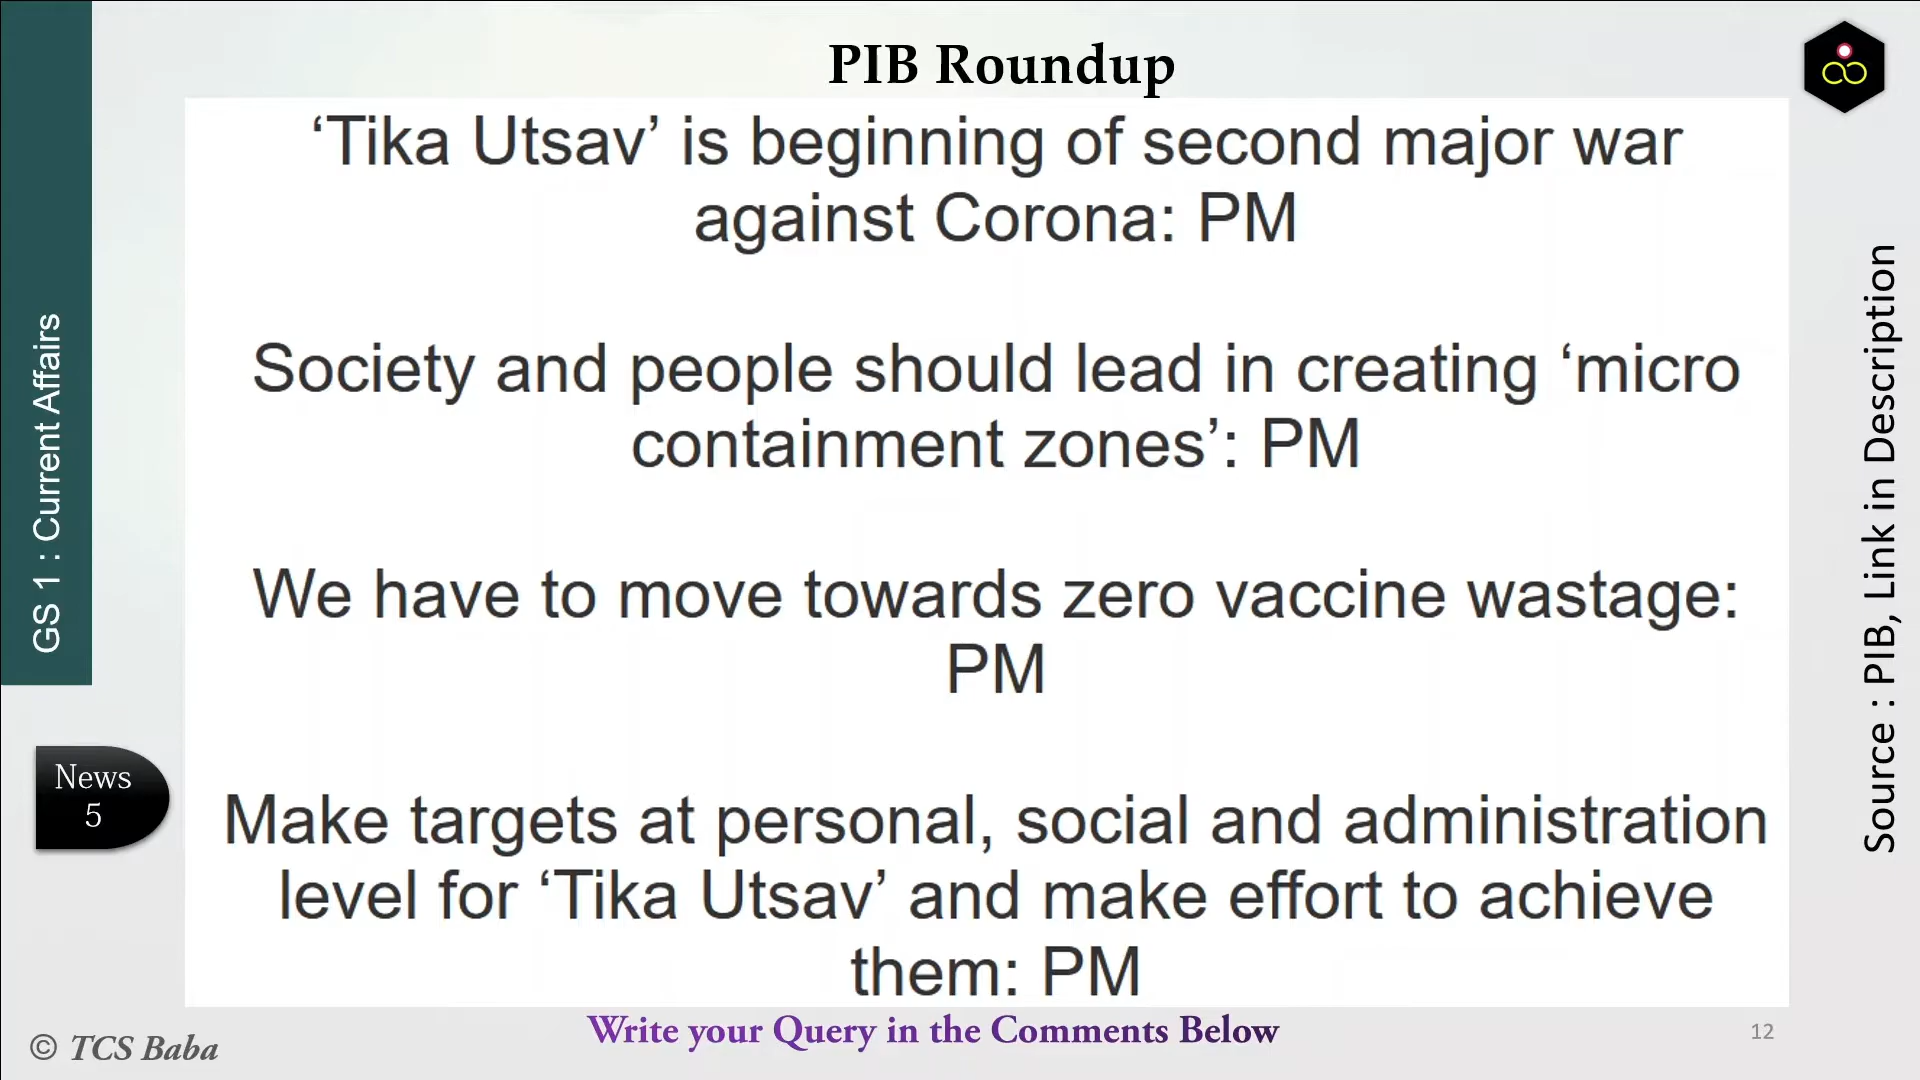 PIB Roundup
‘Tika Utsav’ is beginning of second major war
against Corona: PM
Society and people should lead in creating ‘micro
containment zones’: PM
We have to move towards zero vaccine wastage:
PM
Make targets at personal, social and administration
level for ‘Tika Utsav’ and make effort to achieve
them: PM
GS 1 : Current Affairs
News
5
Source : PIB, Link in Description
© TCS Baba
Write your Query in the Comments Below
12